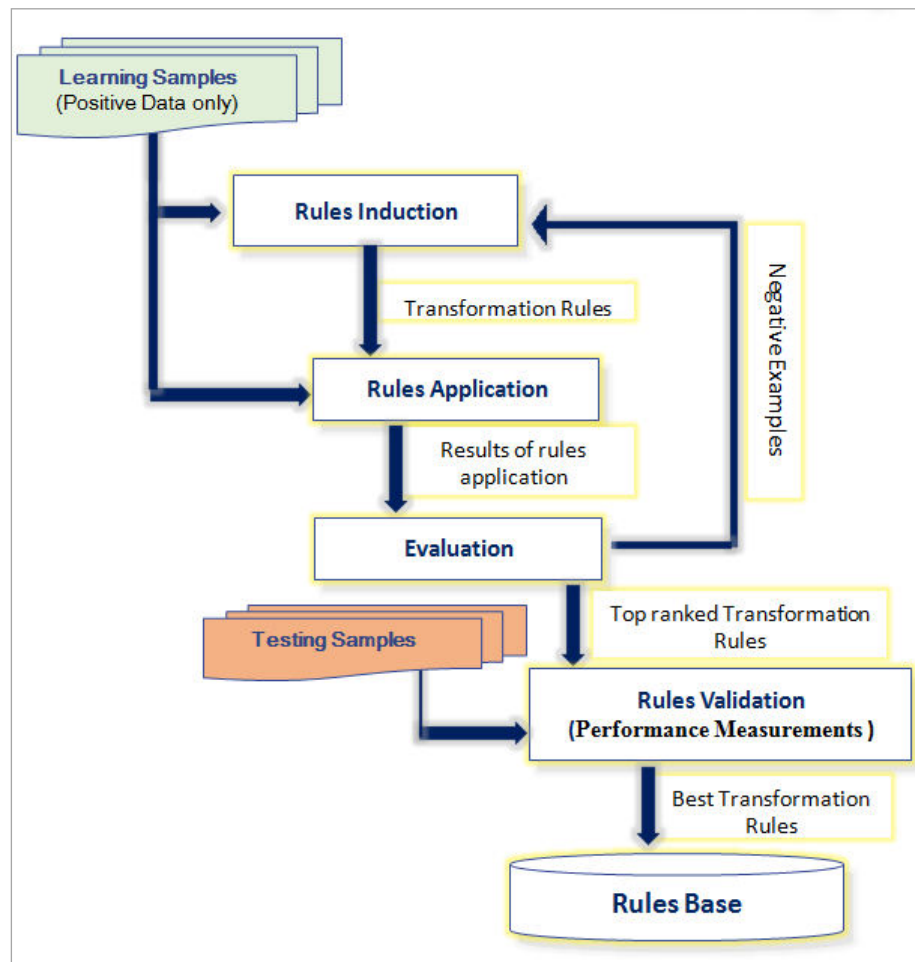 Learning Samples
(Positive Data only)
Rules Induction
Transformation Rules
Negative Examples
Rules Application
Results of rules
application
Evaluation
Top ranked Transformation
Rules
Testing Samples
Rules Validation
(Performance Measurements )
Best Transformation
Rules
Rules Base